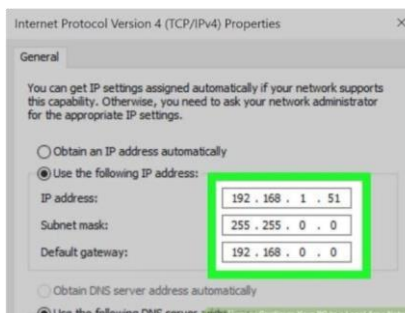 Internet Protocol Version 4 (TCP/IPv4) Properties
General
You can get IP settings assigned automatically if your network supports
this capability. Otherwise, you need to ask your network administrator
for the appropriate IP settings.
Obtain an IP address automatically
Use the following IP address:
IP address: 192 . 168 . 1 . 51
Subnet mask: 255 . 255 . 0 . 0
Default gateway: 192 . 168 . 0 . 0
Obtain DNS server address automatically
Use the following DNS server